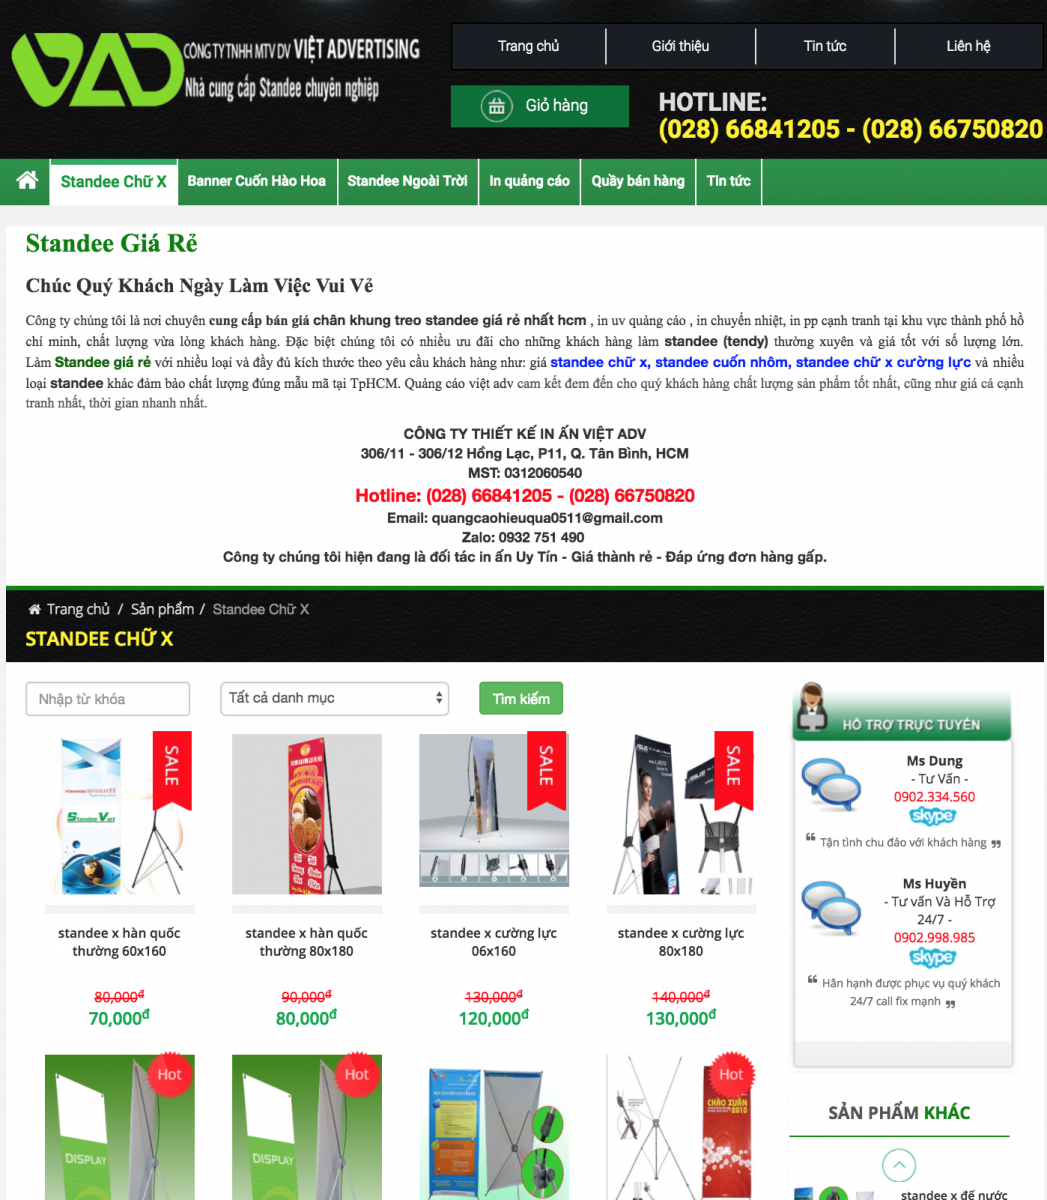 VAD
CÔNG TY TNHH MTV DV VIỆT ADVERTISING
Nhà cung cấp Standee chuyên nghiệp
Trang chủ
Giới thiệu
Tin tức
Liên hệ
Giỏ hàng
HOTLINE:
(028) 66841205 - (028) 66750820
Standee Chữ X
Banner Cuốn Hào Hoa
Standee Ngoài Trời
In quảng cáo
Quầy bán hàng
Tin tức
Standee Giá Rẻ
Chúc Quý Khách Ngày Làm Việc Vui Vẻ
Công ty chúng tôi là nơi chuyên cung cấp bán giá chân khung treo standee giá rẻ nhất hcm , in uv quảng cáo , in chuyển nhiệt, in pp cạnh tranh tại khu vực thành phố hồ
chí minh, chất lượng vừa lòng khách hàng. Đặc biệt chúng tôi có nhiều ưu đãi cho những khách hàng làm standee (tendy) thường xuyên và giá tốt với số lượng lớn.
Làm Standee giá rẻ với nhiều loại và đầy đủ kích thước theo yêu cầu khách hàng như: giá standee chữ x, standee cuốn nhôm, standee chữ x cường lực và nhiều
loại standee khác đảm bảo chất lượng đúng mẫu mã tại TpHCM. Quảng cáo việt adv cam kết đem đến cho quý khách hàng chất lượng sản phẩm tốt nhất, cũng như giá cả cạnh
tranh nhất, thời gian nhanh nhất.
CÔNG TY THIẾT KẾ IN ẤN VIỆT ADV
306/11 - 306/12 Hồng Lạc, P11, Q. Tân Bình, HCM
MST: 0312060540
Hotline: (028) 66841205 - (028) 66750820
Email: quangcaohieuqua0511@gmail.com
Zalo: 0932 751 490
Công ty chúng tôi hiện đang là đối tác in ấn Uy Tín - Giá thành rẻ - Đáp ứng đơn hàng gấp.
Trang chủ / Sản phẩm / Standee Chữ X
STANDEE CHỮ X
Nhập từ khóa
Tất cả danh mục
Tìm kiếm
SALE
Standee Viet
SALE
SALE
standee x hàn quốc
thường 60x160
80,000đ
70,000đ
standee x hàn quốc
thường 80x180
90,000đ
80,000đ
standee x cường lực
06x160
130,000đ
120,000đ
standee x cường lực
80x180
140,000đ
130,000đ
Hot
DISPLAY
Hot
DISPLAY
Hot
CHÀO XUÂN
2010
HỖ TRỢ TRỰC TUYẾN
Ms Dung
- Tư Vấn -
0902.334.560
skype
❝ Tận tình chu đáo với khách hàng ❞
Ms Huyền
- Tư vấn Và Hỗ Trợ
24/7 -
0902.998.985
skype
❝ Hân hạnh được phục vụ quý khách
24/7 call fix mạnh ❞
SẢN PHẨM KHÁC
standee x đế nước